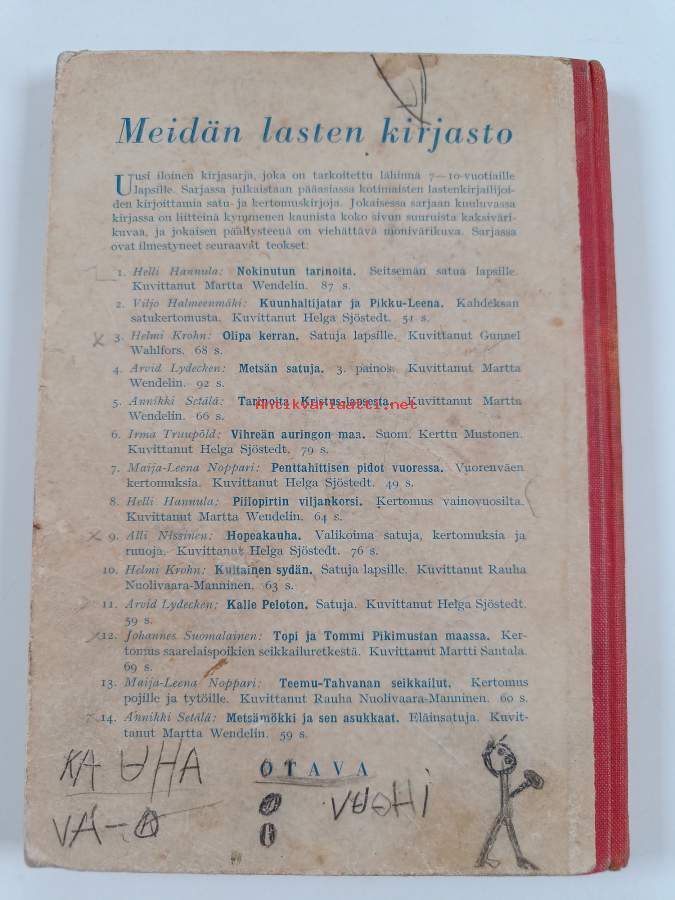 Meidän lasten kirjasto
Uusi iloinen kirjasarja, joka on tarkoitettu lähinnä 7—10-vuotiaille
lapsille. Sarjassa julkaistaan pääasiassa kotimaisten lastenkirjailijoi-
den kirjoittamia satu- ja kertomuskirjoja. Jokaisessa sarjaan kuuluvassa
kirjassa on liitteinä kymmenen kaunista koko sivun suuruista kaksiväri-
kuvaa, ja jokaisen päällysteenä on viehättävä monivärikuva. Sarjassa
ovat ilmestyneet seuraavat teokset:
1. Helli Hannula: Nokinutun tarinoita. Seitsemän satua lapsille.
Kuvittanut Martta Wendelin. 87 s.
2. Viljo Halmeenmäki: Kuunhaltijatar ja Pikku-Leena. Kahdeksan
satukertomusta. Kuvittanut Helga Sjöstedt. 51 s.
x 3. Helmi Krohn: Olipa kerran. Satuja lapsille. Kuvittanut Gunnel
Wahlfors. 68 s.
4. Arvid Lydecken: Metsän satuja. 3. painos. Kuvittanut Martta
Wendelin. 92 s.
5. Annikki Setälä: Tarinoita Kristus-lapsesta. Kuvittanut Martta
Antikvariaatti.net
Wendelin. 66 s.
6. Irma Truupõld: Vihreän auringon maa. Suom. Kerttu Mustonen.
Kuvittanut Helga Sjöstedt. 79 s.
7. Maija-Leena Noppari: Penttahittisen pidot vuoressa. Vuorenväen
kertomuksia. Kuvittanut Helga Sjöstedt. 49 s.
8. Helli Hannula: Piilopirtin viljankorsi. Kertomus vainovuosilta.
Kuvittanut Martta Wendelin. 64 s.
x 9. Alli Nissinen: Hopeakauha. Valikoima satuja, kertomuksia ja
runoja. Kuvittanut Helga Sjöstedt. 76 s.
10. Helmi Krohn: Kultainen sydän. Satuja lapsille. Kuvittanut Rauha
Nuolivaara-Manninen. 63 s.
11. Arvid Lydecken: Kalle Peloton. Satuja. Kuvittanut Helga Sjöstedt.
59 s.
x 12. Johannes Suomalainen: Topi ja Tommi Pikimustan maassa. Ker-
tomus saarelaispoikien seikkailuretkestä. Kuvittanut Martti Santala.
69 s.
13. Maija-Leena Noppari: Teemu-Tahvanan seikkailut. Kertomus
pojille ja tytöille. Kuvittanut Rauha Nuolivaara-Manninen. 60 s.
14. Annikki Setälä: Metsämökki ja sen asukkaat. Eläinsatuja. Kuvit-
tanut Martta Wendelin. 59 s.
OTAVA
KAUHA